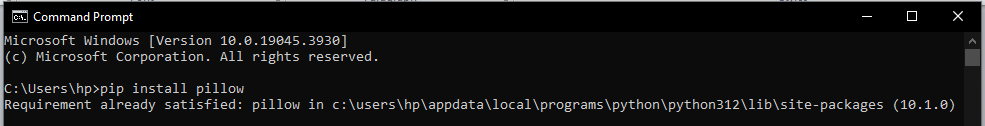 Command Prompt
Microsoft Windows [Version 10.0.19045.3930]
(c) Microsoft Corporation. All rights reserved.
C:\Users\hp>pip install pillow
Requirement already satisfied: pillow in c:\users\hp\appdata\local\programs\python\python312\lib\site-packages (10.1.0)